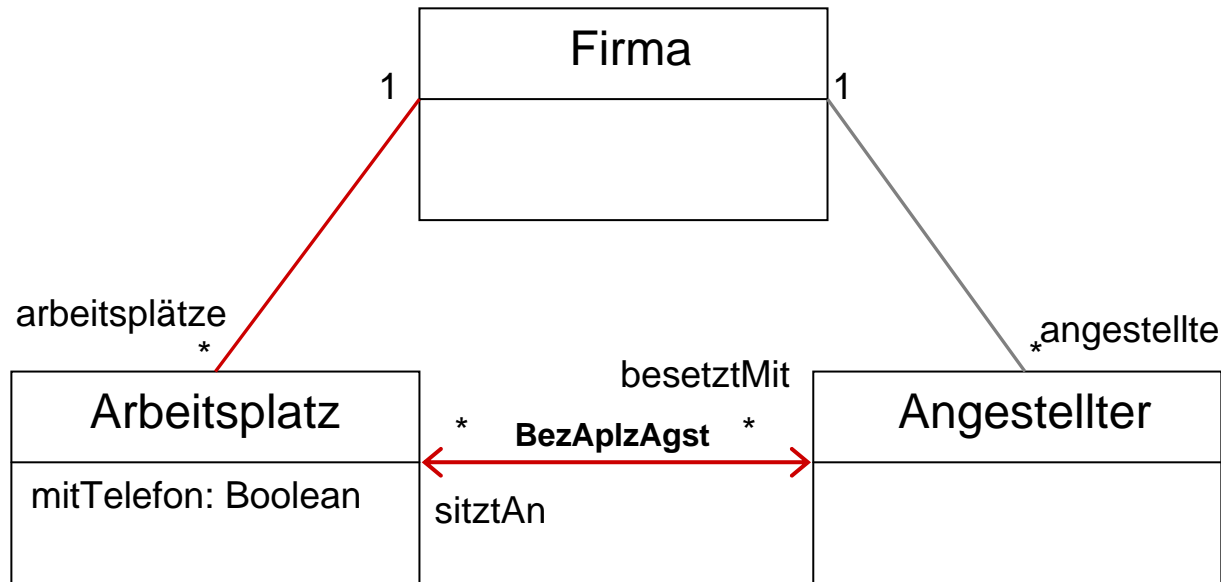 Firma
1
1
arbeitsplätze
*
*
angestellte
besetztMit
Arbeitsplatz
*
BezAplzAgst
*
Angestellter
mitTelefon: Boolean
sitztAn